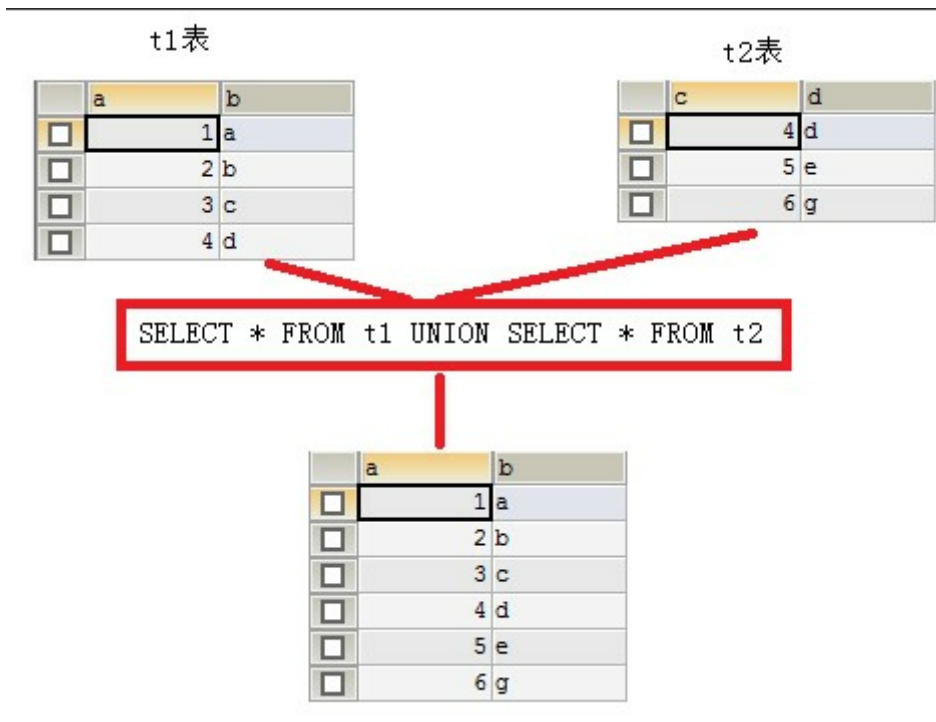 t1表
t2表
a b
1 a
2 b
3 c
4 d
c d
4 d
5 e
6 g
SELECT * FROM t1 UNION SELECT * FROM t2
a b
1 a
2 b
3 c
4 d
5 e
6 g